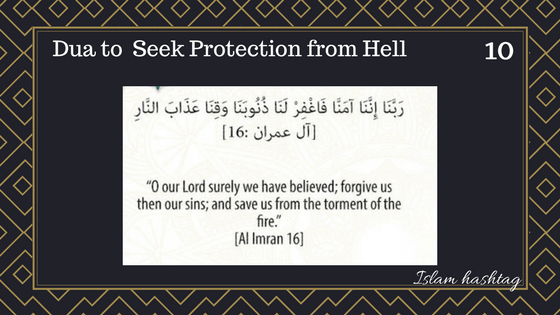 Dua to Seek Protection from Hell
10
رَبَّنَا إِنَّنَا آمَنَّا فَاغْفِرْ لَنَا ذُنُوبَنَا وَقِنَا عَذَابَ النَّارِ
[آل عمران :16]
“O our Lord surely we have believed; forgive us
then our sins; and save us from the torment of the
fire.”
[Al Imran 16]
Islam hashtag